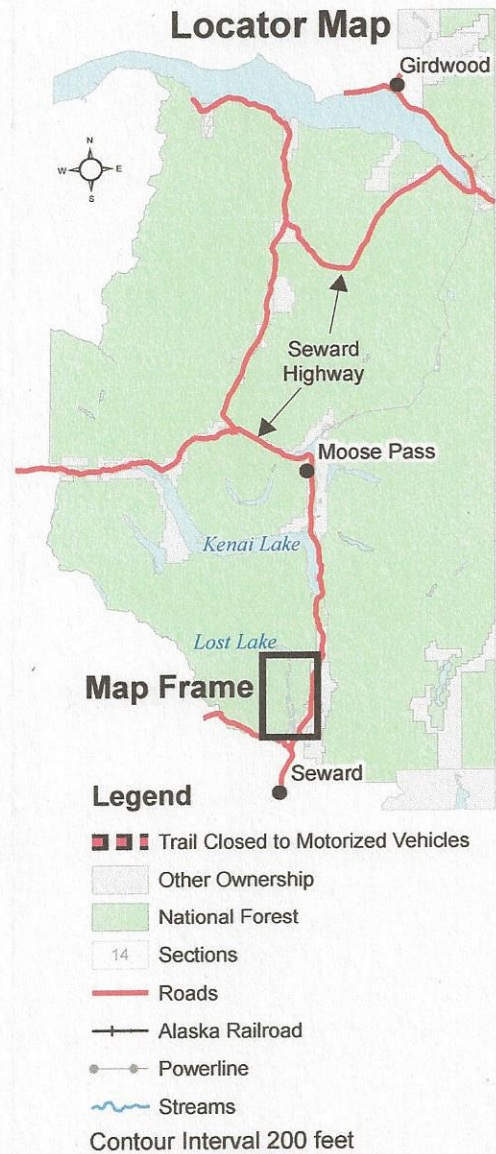 Locator Map
Girdwood
N
W E
S
Seward
Highway
Moose Pass
Kenai Lake
Lost Lake
Map Frame
Seward
Legend
Trail Closed to Motorized Vehicles
Other Ownership
National Forest
14 Sections
Roads
Alaska Railroad
Powerline
Streams
Contour Interval 200 feet